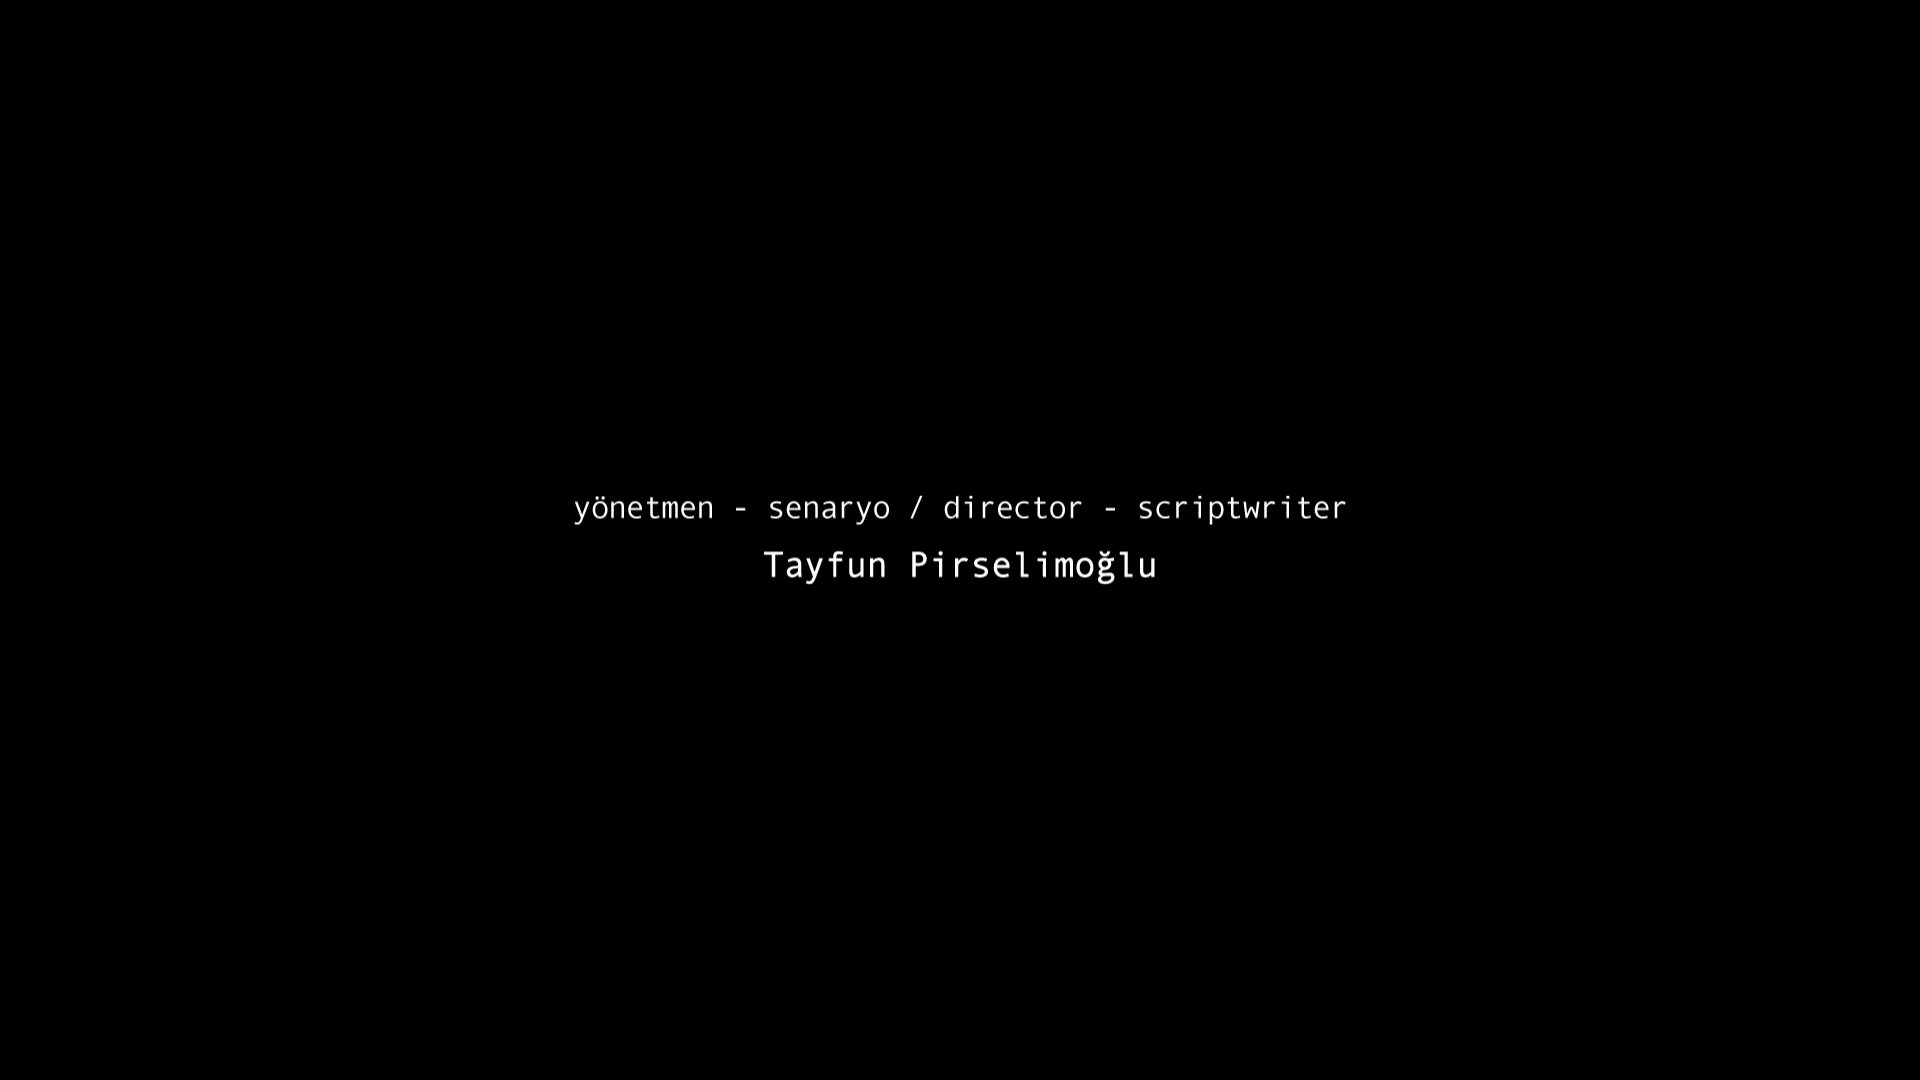 yönetmen - senaryo / director - scriptwriter
Tayfun Pirselimoğlu